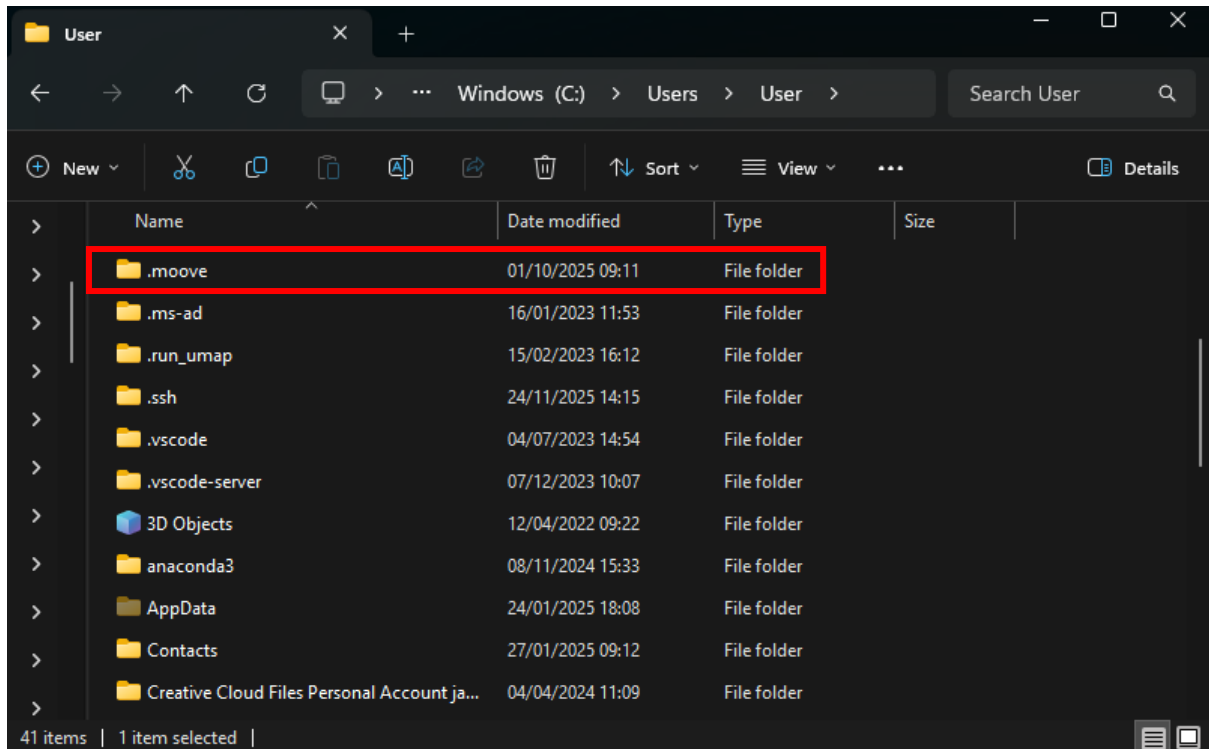 User
Windows (C:) Users User Search User
New Sort View Details
Name Date modified Type Size
.moove 01/10/2025 09:11 File folder
.ms-ad 16/01/2023 11:53 File folder
.run_umap 15/02/2023 16:12 File folder
.ssh 24/11/2025 14:15 File folder
.vscode 04/07/2023 14:54 File folder
.vscode-server 07/12/2023 10:07 File folder
3D Objects 12/04/2022 09:22 File folder
anaconda3 08/11/2024 15:33 File folder
AppData 24/01/2025 18:08 File folder
Contacts 27/01/2025 09:12 File folder
Creative Cloud Files Personal Account ja... 04/04/2024 11:09 File folder
41 items | 1 item selected |